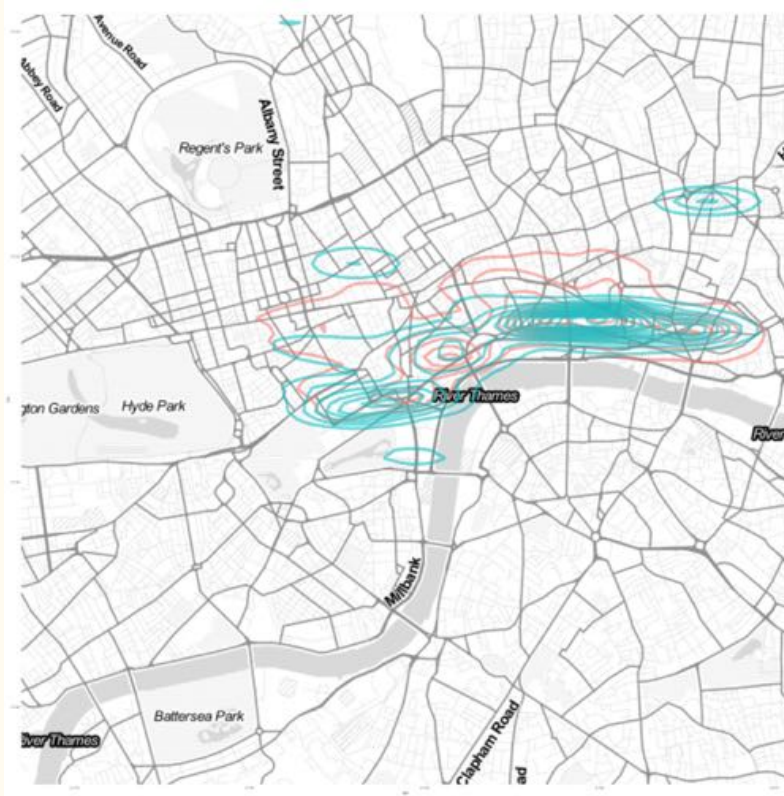 Avenue Road
Abbey Road
Albany Street
Regent's Park
gton Gardens
Hyde Park
River Thames
River
Millbank
Battersea Park
River Thames
Clapham Road
ad